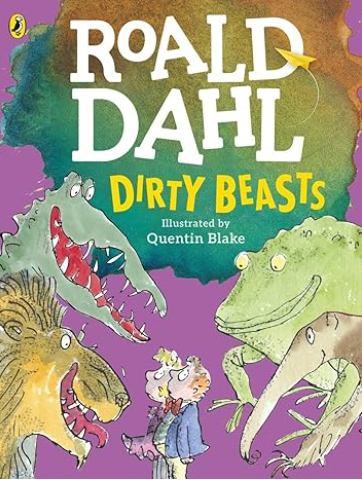 ROALD
DAHL
DIRTY BEASTS
Illustrated by
Quentin Blake